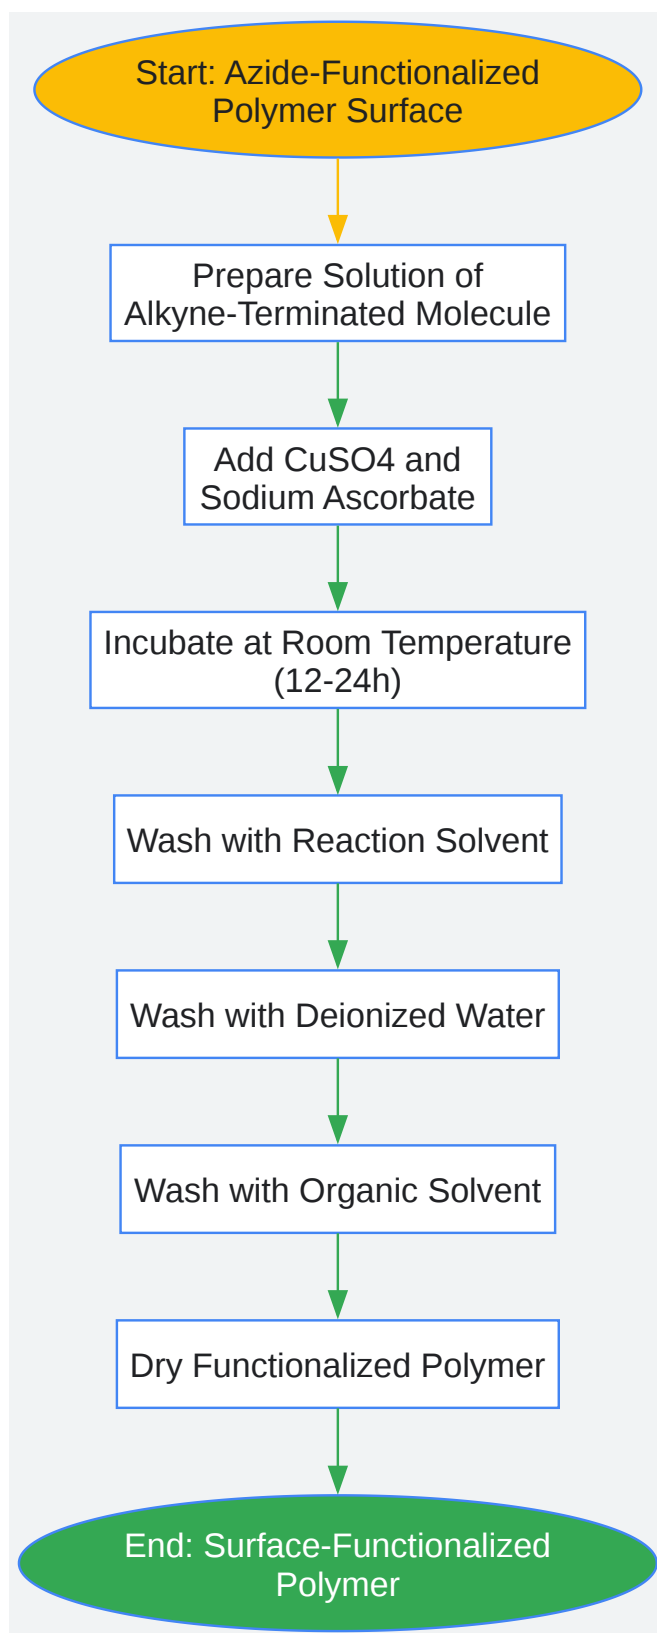 Start: Azide-Functionalized
Polymer Surface
Prepare Solution of
Alkyne-Terminated Molecule
Add CuSO4 and
Sodium Ascorbate
Incubate at Room Temperature
(12-24h)
Wash with Reaction Solvent
Wash with Deionized Water
Wash with Organic Solvent
Dry Functionalized Polymer
End: Surface-Functionalized
Polymer